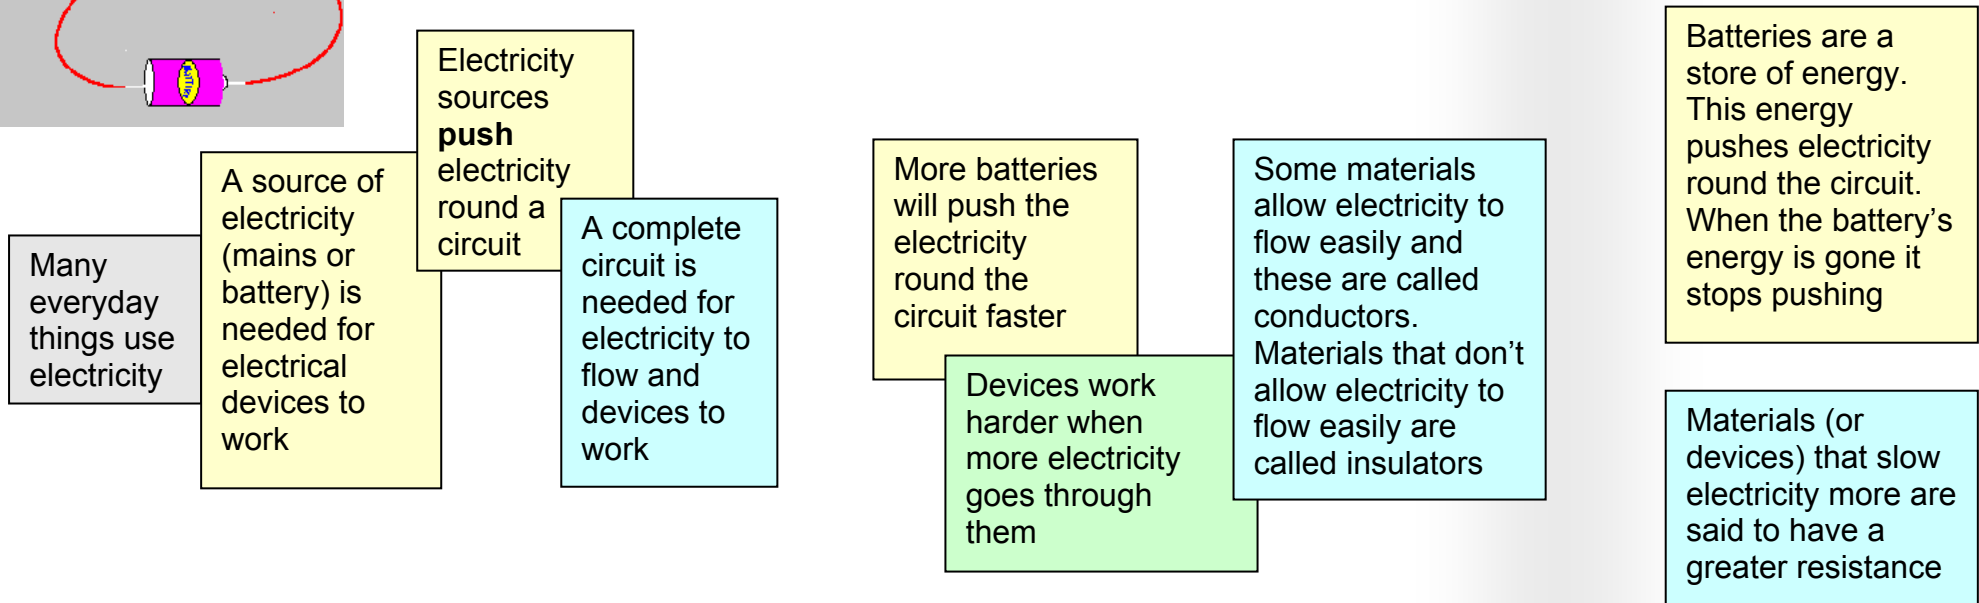 Many
everyday
things use
electricity
A source of
electricity
(mains or
battery) is
needed for
electrical
devices to
work
Electricity
sources
push
electricity
round a
circuit
A complete
circuit is
needed for
electricity to
flow and
devices to
work
More batteries
will push the
electricity
round the
circuit faster
Devices work
harder when
more electricity
goes through
them
Some materials
allow electricity to
flow easily and
these are called
conductors.
Materials that don’t
allow electricity to
flow easily are
called insulators
Batteries are a
store of energy.
This energy
pushes electricity
round the circuit.
When the battery’s
energy is gone it
stops pushing
Materials (or
devices) that slow
electricity more are
said to have a
greater resistance